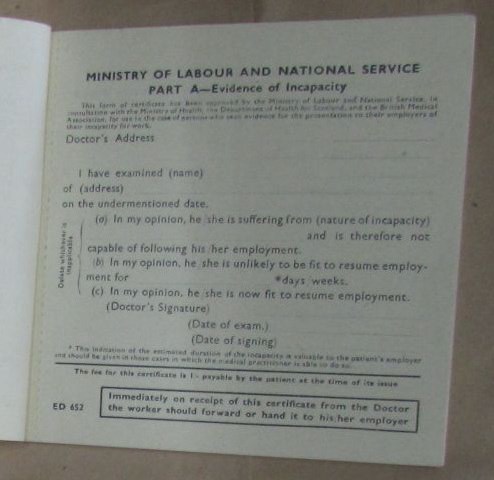 MINISTRY OF LABOUR AND NATIONAL SERVICE
PART A—Evidence of Incapacity
This form of certificate has been approved by the Ministry of Labour and National Service, in
consultation with the Ministry of Health, the Department of Health for Scotland, and the British Medical
Association, for use in the case of persons who seek evidence for the presentation to their employers of
their incapacity for work.
Doctor's Address
I have examined (name)
of (address)
on the undermentioned date.
Delete whichever is
inapplicable.
(a) In my opinion, he/she is suffering from (nature of incapacity)
and is therefore not
capable of following his/her employment.
(b) In my opinion, he/she is unlikely to be fit to resume employ-
ment for *days/weeks.
(c) In my opinion, he/she is now fit to resume employment.
(Doctor's Signature)
(Date of exam.)
(Date of signing)
* This indication of the estimated duration of the incapacity is valuable to the patient's employer
and should be given in those cases in which the medical practitioner is able to do so.
The fee for this certificate is 1/- payable by the patient at the time of its issue
ED 652
Immediately on receipt of this certificate from the Doctor
the worker should forward or hand it to his/her employer